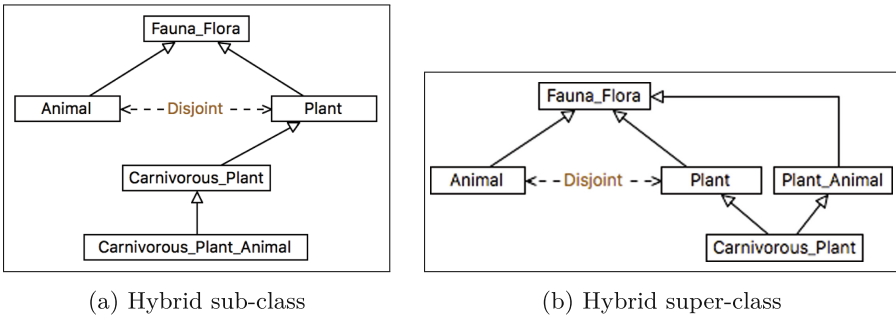 Fauna_Flora
Animal
Disjoint
Plant
Carnivorous_Plant
Carnivorous_Plant_Animal
(a) Hybrid sub-class
Fauna_Flora
Animal
Disjoint
Plant
Plant_Animal
Carnivorous_Plant
(b) Hybrid super-class